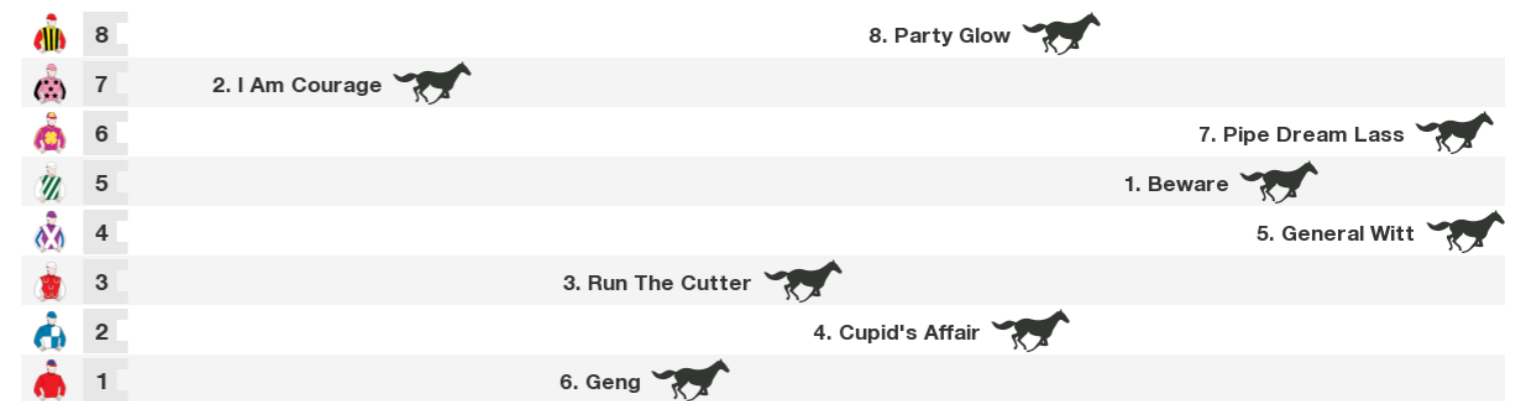 8 8. Party Glow
7 2. I Am Courage
6 7. Pipe Dream Lass
5 1. Beware
4 5. General Witt
3 3. Run The Cutter
2 4. Cupid's Affair
1 6. Geng